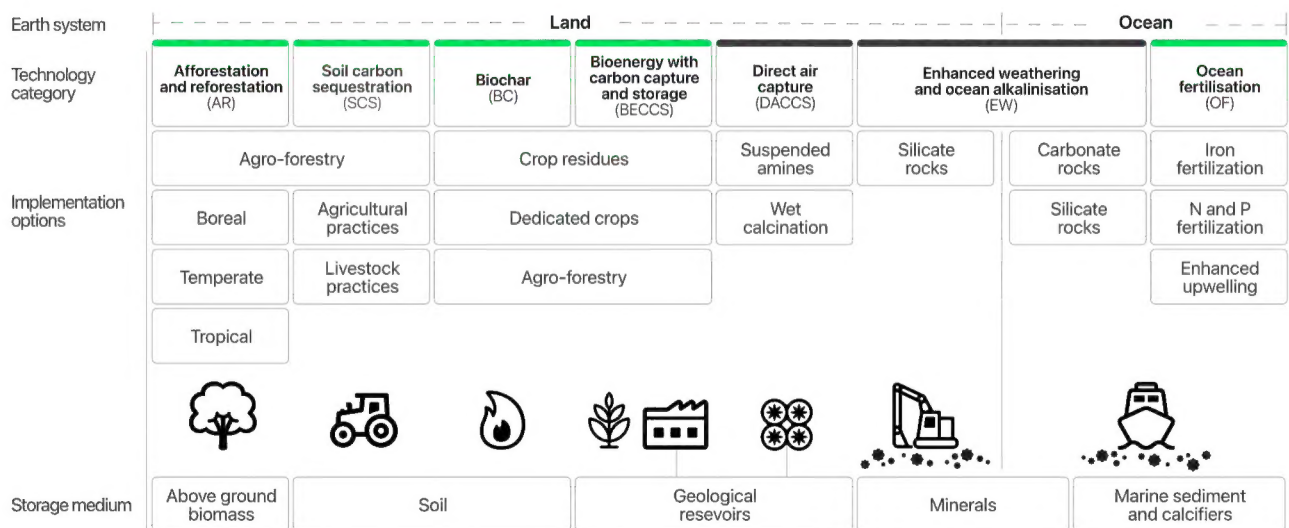 Earth system
Land
Ocean
Technology
category
Afforestation
and reforestation
(AR)
Soil carbon
sequestration
(SCS)
Biochar
(BC)
Bioenergy with
carbon capture
and storage
(BECCS)
Direct air
capture
(DACCS)
Enhanced weathering
and ocean alkalinisation
(EW)
Ocean
fertilisation
(OF)
Implementation
options
Agro-forestry
Crop residues
Suspended
amines
Silicate
rocks
Carbonate
rocks
Iron
fertilization
Boreal
Agricultural
practices
Dedicated crops
Wet
calcination
Silicate
rocks
N and P
fertilization
Temperate
Livestock
practices
Agro-forestry
Enhanced
upwelling
Tropical
Storage medium
Above ground
biomass
Soil
Geological
resevoirs
Minerals
Marine sediment
and calcifiers